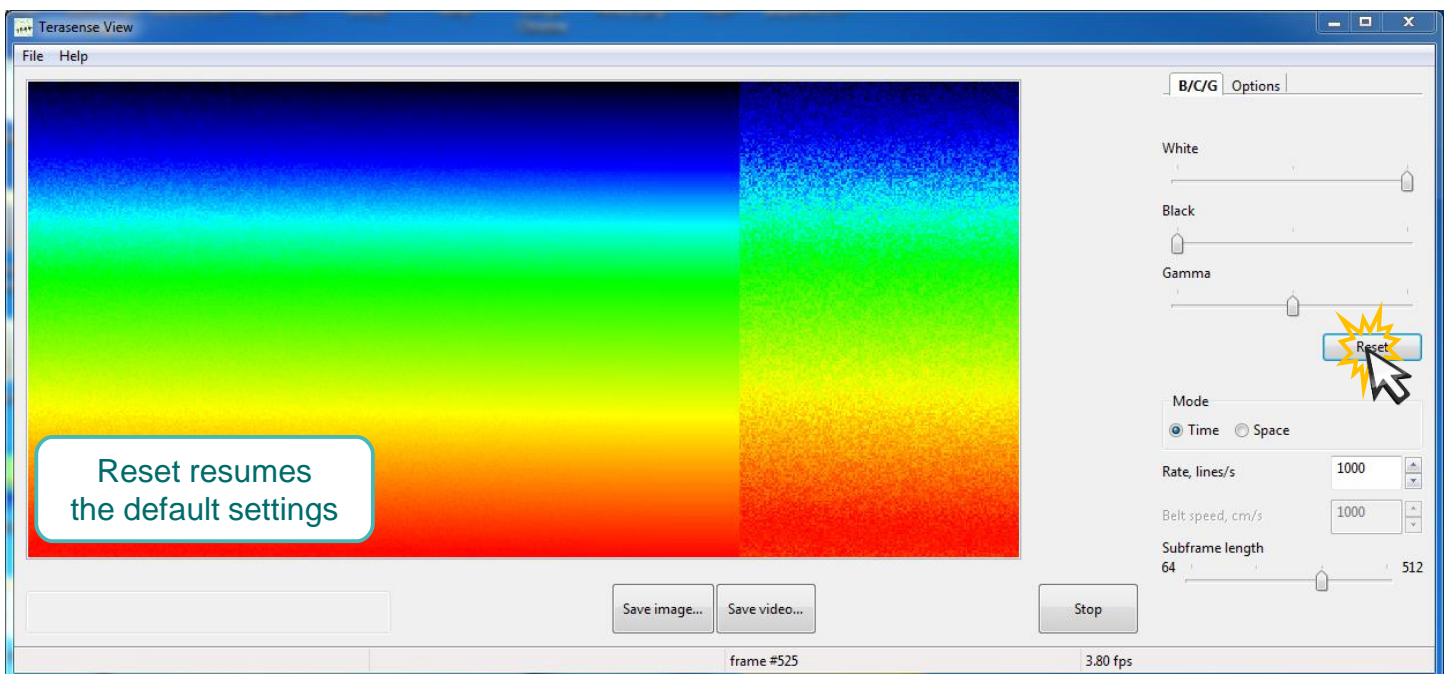 Terasense View
File Help
B/C/G Options
White
Black
Gamma
Reset
Mode
Time Space
Rate, lines/s 1000
Belt speed, cm/s 1000
Subframe length
64 512
Reset resumes
the default settings
Save image... Save video... Stop
frame #525 3.80 fps